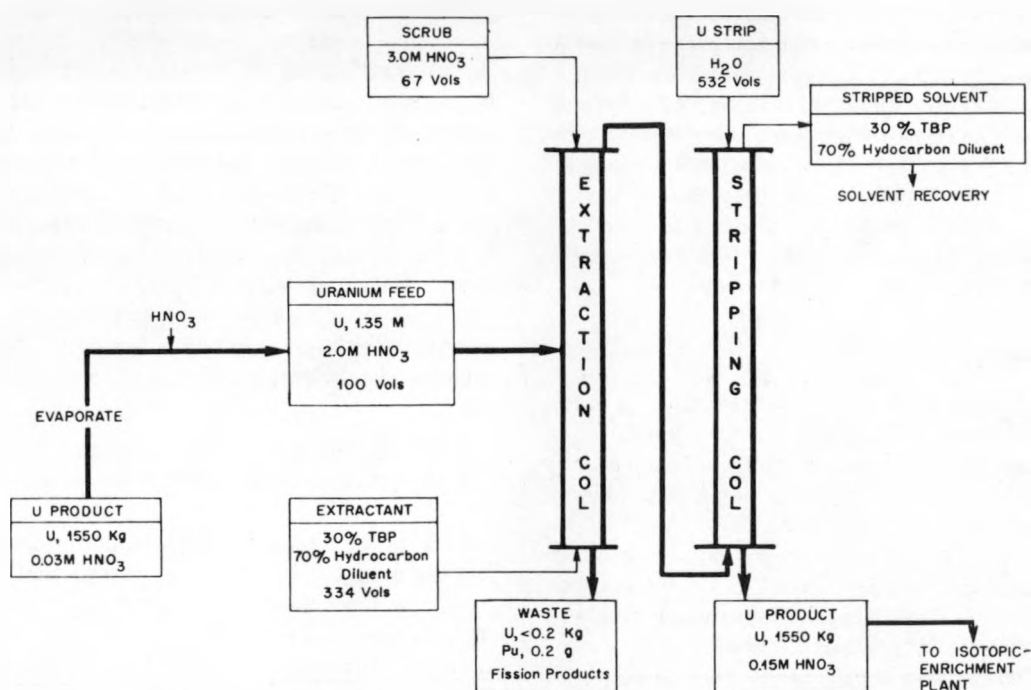 SCRUB
3.0M HNO3
67 Vols
U STRIP
H2O
532 Vols
STRIPPED SOLVENT
30 % TBP
70% Hydocarbon Diluent
SOLVENT RECOVERY
EXTRACTION COL
STRIPPING COL
HNO3
URANIUM FEED
U, 1.35 M
2.0M HNO3
100 Vols
EVAPORATE
U PRODUCT
U, 1550 Kg
0.03M HNO3
EXTRACTANT
30% TBP
70% Hydrocarbon
Diluent
334 Vols
WASTE
U, <0.2 Kg
Pu, 0.2 g
Fission Products
U PRODUCT
U, 1550 Kg
0.15M HNO3
TO ISOTOPIC-
ENRICHMENT
PLANT